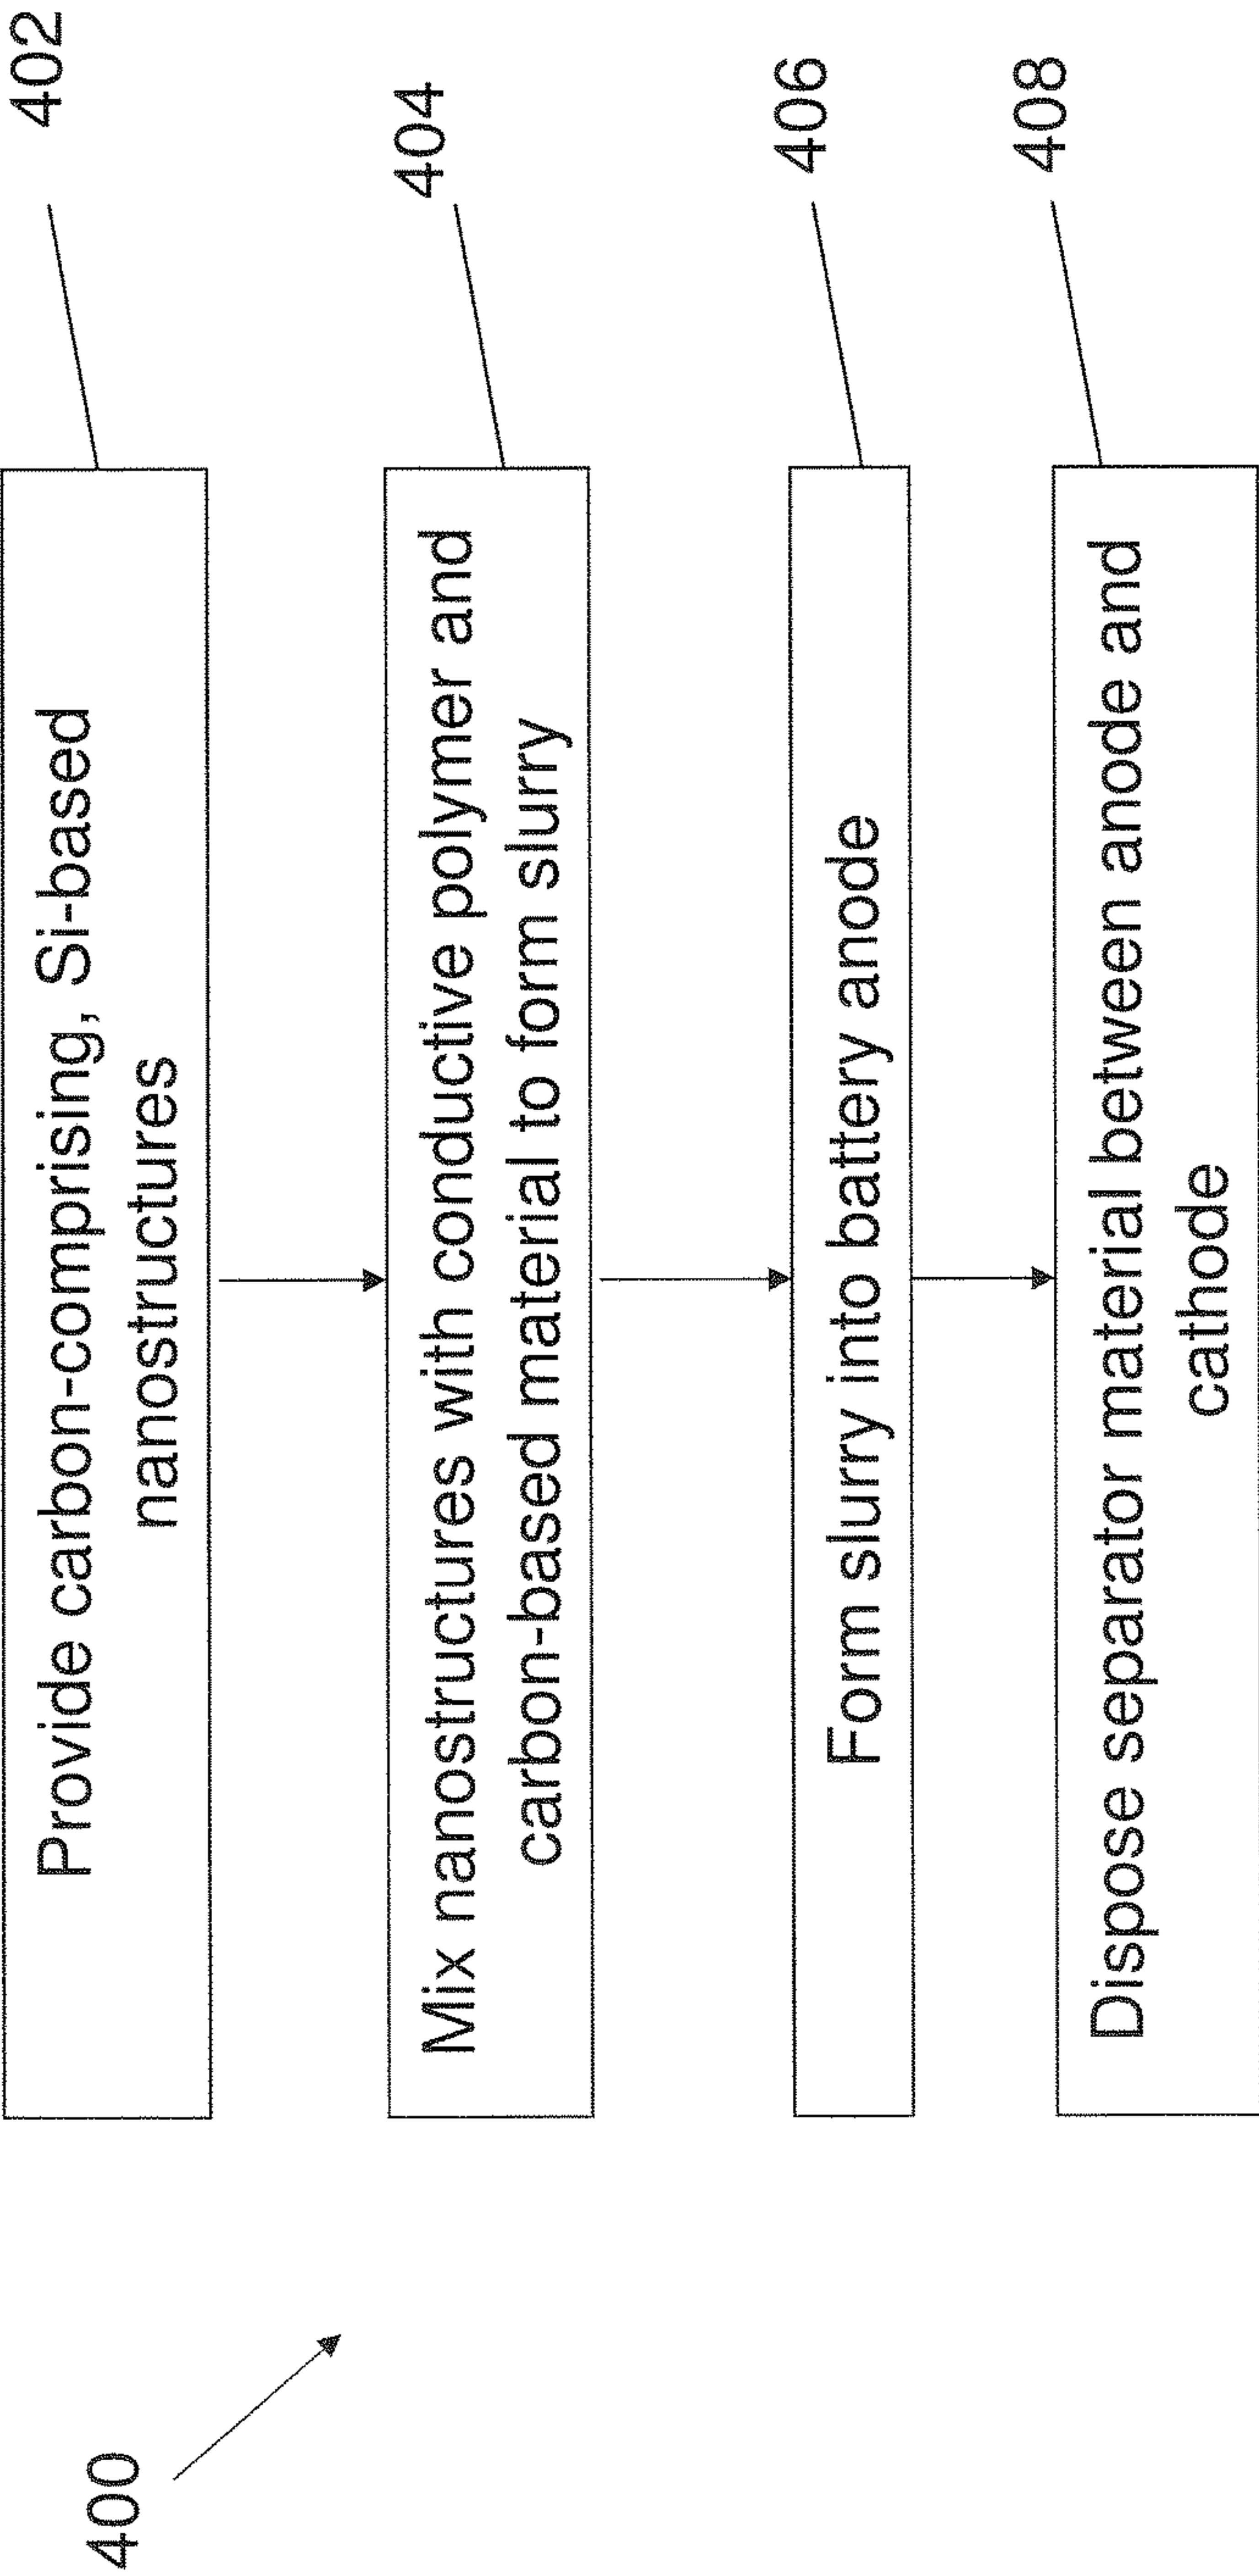 400
Provide carbon-comprising, Si-based
nanostructures
402
Mix nanostructures with conductive polymer and
carbon-based material to form slurry
404
Form slurry into battery anode
406
Dispose separator material between anode and
cathode
408